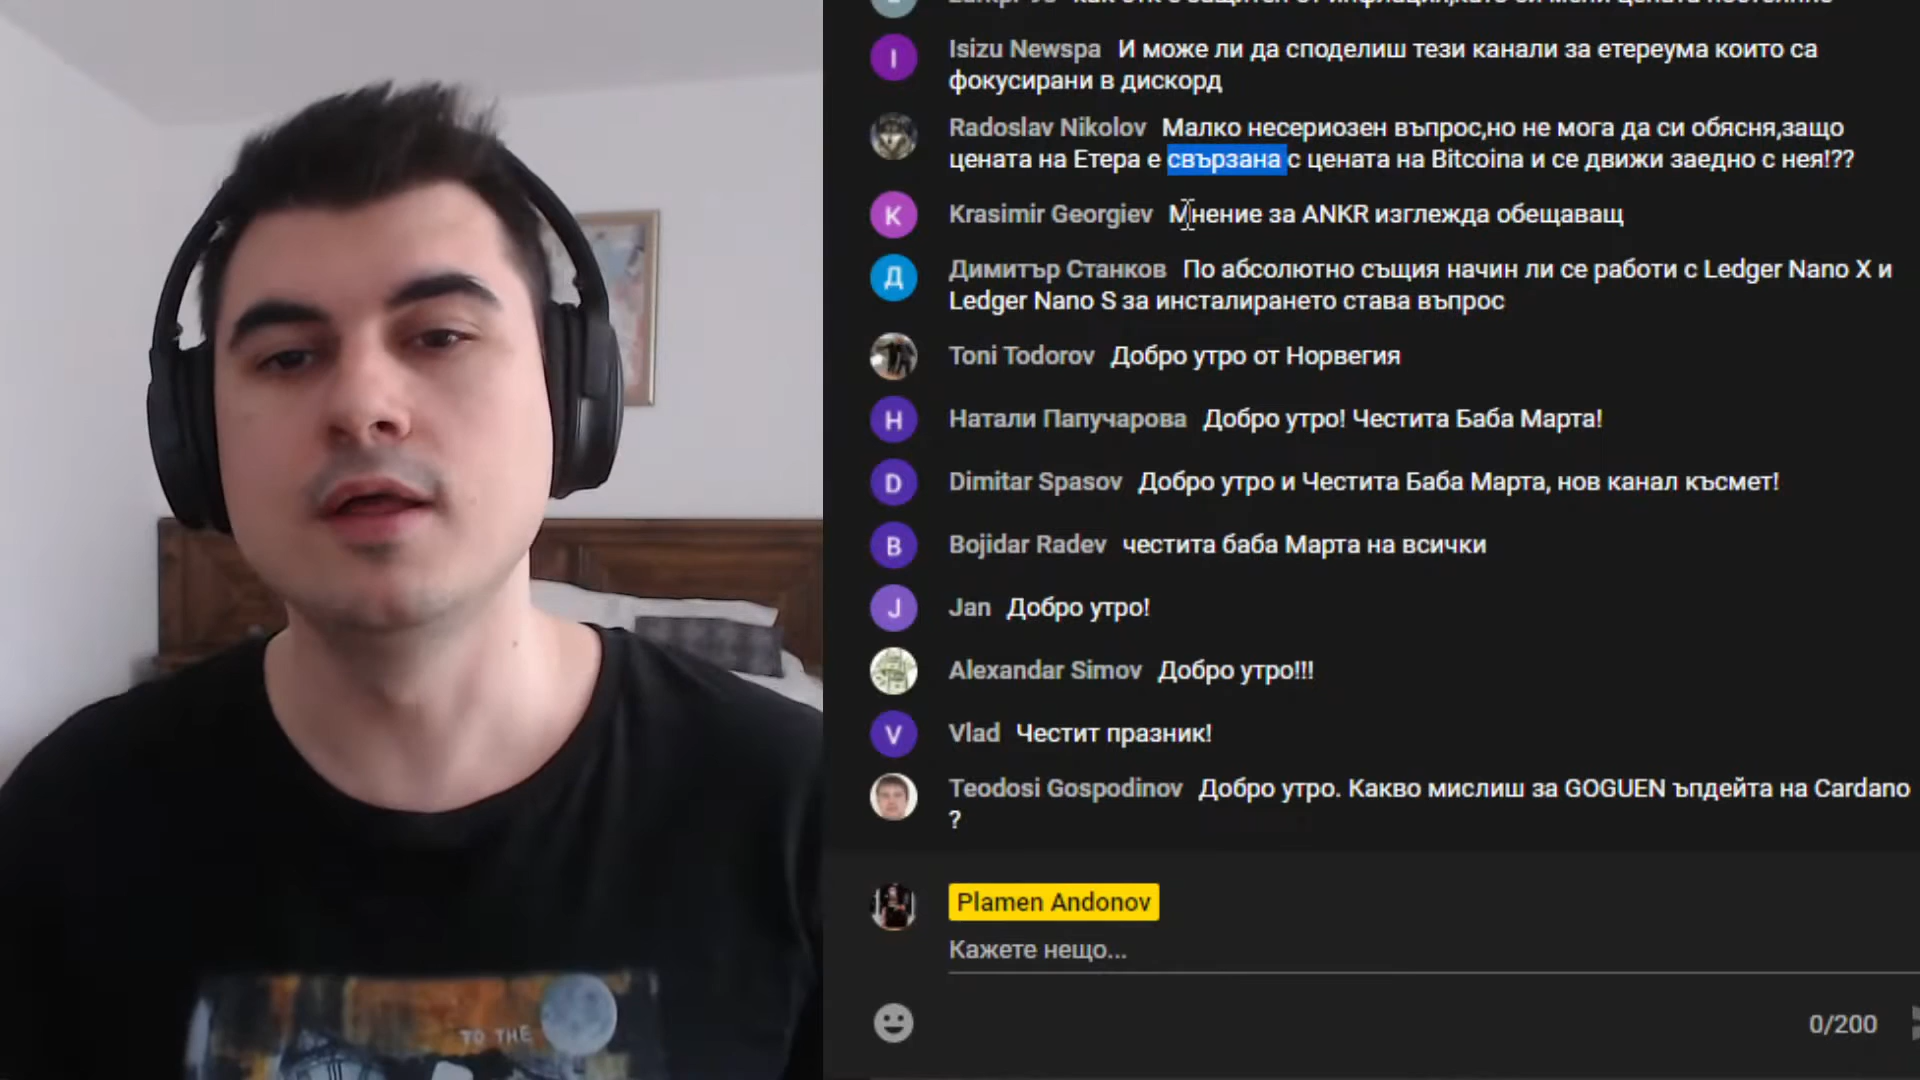 Isizu Newspa И може ли да споделиш тези канали за етереума които са
фокусирани в дискорд
Radoslav Nikolov Малко несериозен въпрос,но не мога да си обясня,защо
цената на Етера е свързана с цената на Bitcoina и се движи заедно с нея!??
K Krasimir Georgiev Мнение за ANKR изглежда обещаващ
Д Димитър Станков По абсолютно същия начин ли се работи с Ledger Nano X и
Ledger Nano S за инсталирането става въпрос
Toni Todorov Добро утро от Норвегия
Н Натали Папучарова Добро утро! Честита Баба Марта!
D Dimitar Spasov Добро утро и Честита Баба Марта, нов канал късмет!
B Bojidar Radev честита баба Марта на всички
J Jan Добро утро!
Alexandar Simov Добро утро!!!
V Vlad Честит празник!
Teodosi Gospodinov Добро утро. Какво мислиш за GOGUEN ъпдейта на Cardano
?
Plamen Andonov
Кажете нещо...
0/200
TO THE